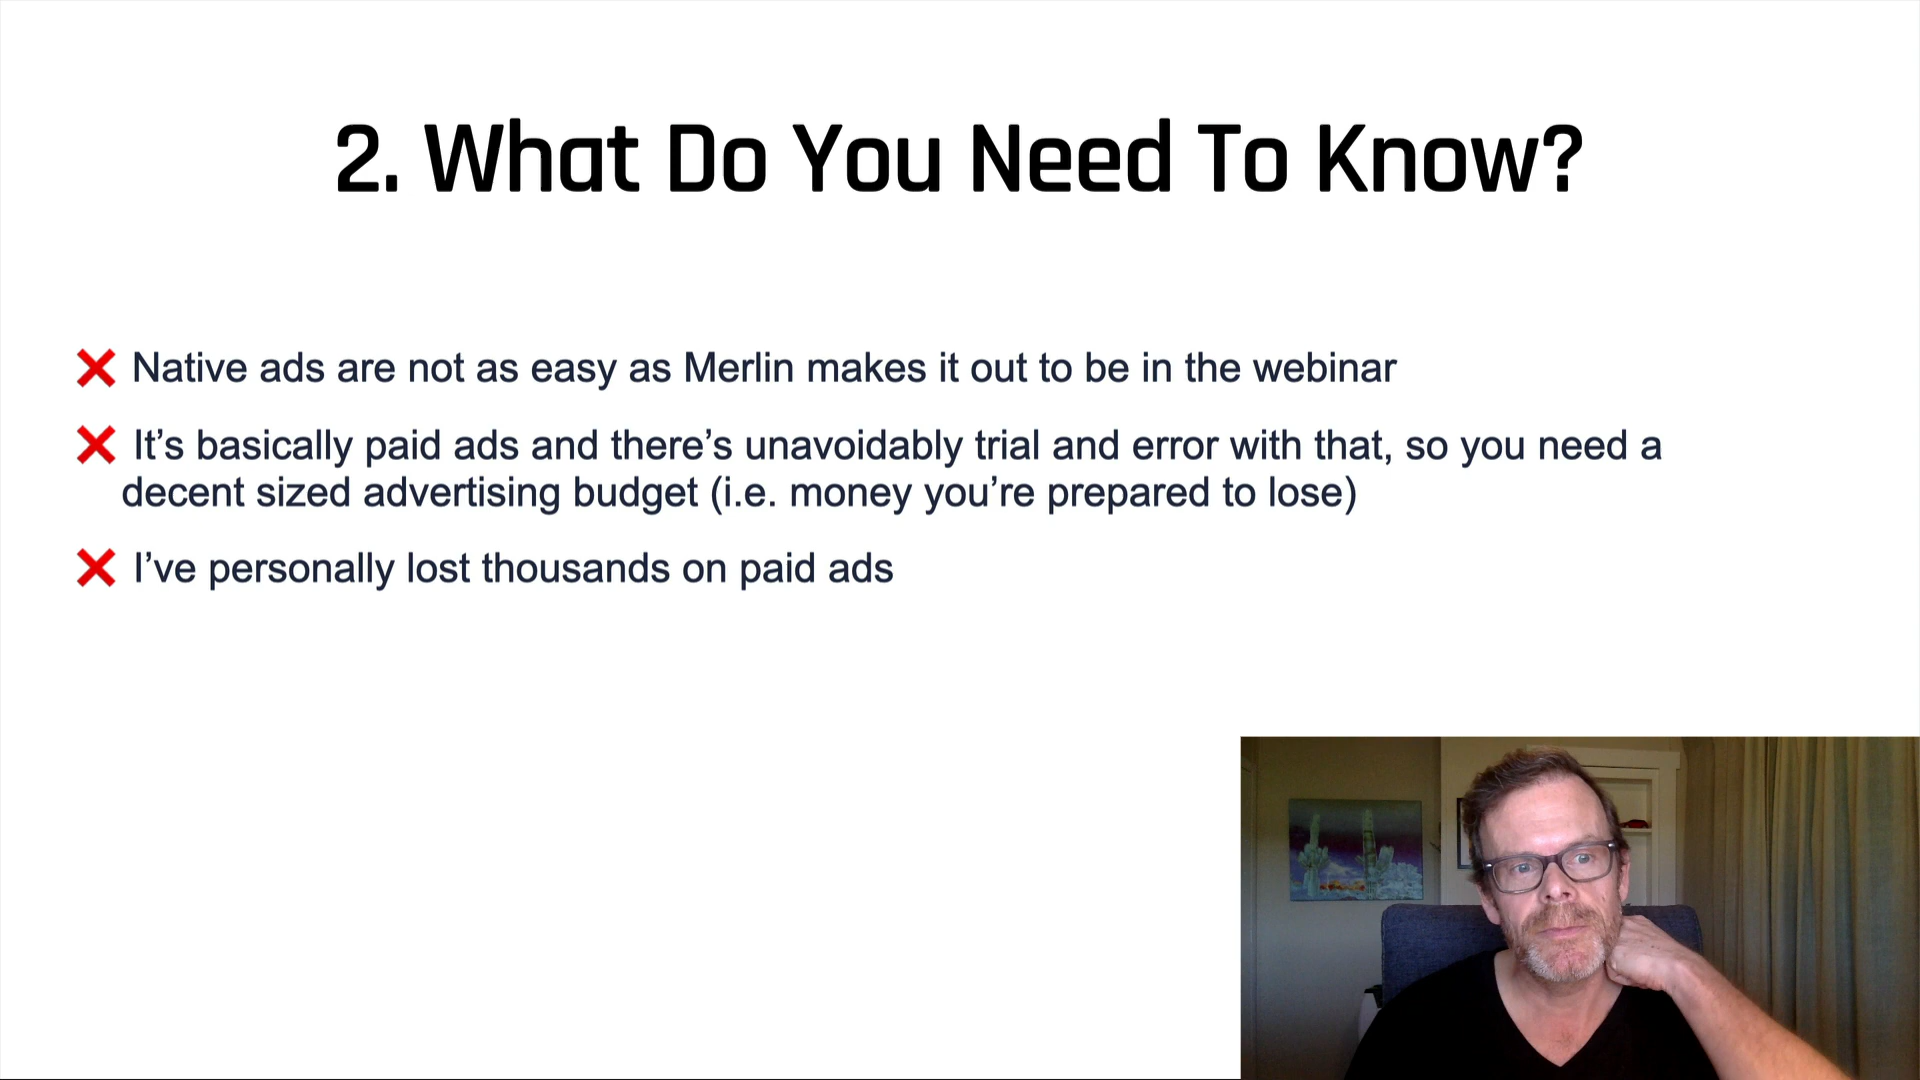 2. What Do You Need To Know?
❌ Native ads are not as easy as Merlin makes it out to be in the webinar
❌ It’s basically paid ads and there’s unavoidably trial and error with that, so you need a
decent sized advertising budget (i.e. money you’re prepared to lose)
❌ I’ve personally lost thousands on paid ads